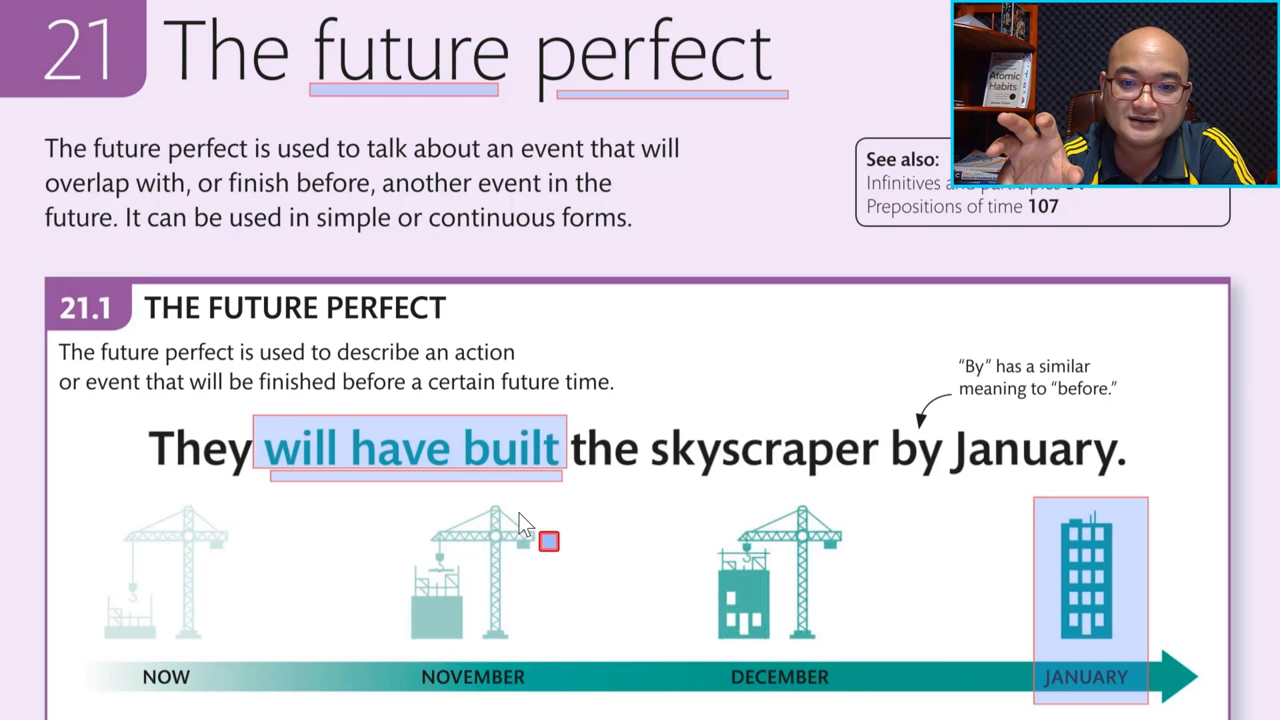 21 The future perfect
The future perfect is used to talk about an event that will
overlap with, or finish before, another event in the
future. It can be used in simple or continuous forms.
See also:
Infinitives and participles
Prepositions of time 107
Atomic
Habits
21.1 THE FUTURE PERFECT
The future perfect is used to describe an action
or event that will be finished before a certain future time.
“By” has a similar
meaning to “before.”
They will have built the skyscraper by January.
NOW NOVEMBER DECEMBER JANUARY